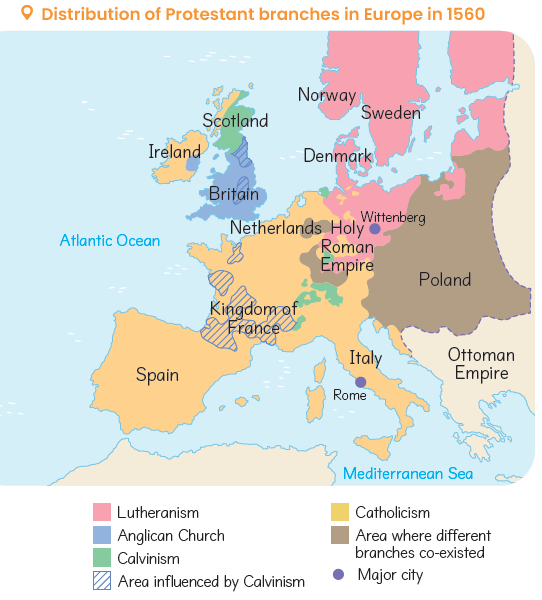 Distribution of Protestant branches in Europe in 1560
Norway
Sweden
Scotland
Ireland
Denmark
Britain
Wittenberg
Netherlands
Holy
Roman
Empire
Atlantic Ocean
Poland
Kingdom of
France
Italy
Ottoman
Empire
Spain
Rome
Mediterranean Sea
Lutheranism
Anglican Church
Calvinism
Area influenced by Calvinism
Catholicism
Area where different
branches co-existed
Major city